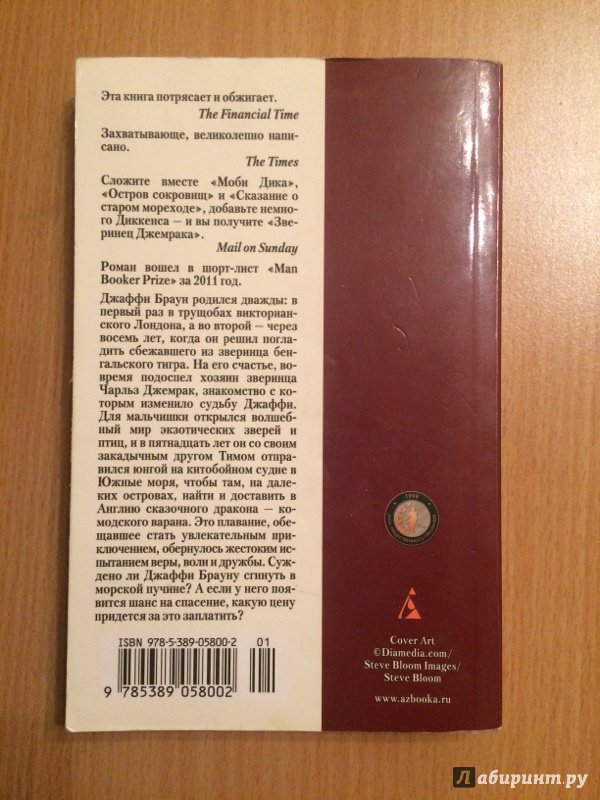 Эта книга потрясает и обжигает.
The Financial Time
Захватывающе, великолепно напи-
сано.
The Times
Сложите вместе «Моби Дика»,
«Остров сокровищ» и «Сказание о
старом мореходе», добавьте немно-
го Диккенса — и вы получите «Зве-
ринец Джемрака».
Mail on Sunday
Роман вошел в шорт-лист «Man
Booker Prize» за 2011 год.
Джаффи Браун родился дважды: в
первый раз в трущобах викториан-
ского Лондона, а во второй — через
восемь лет, когда он решил погла-
дить сбежавшего из зверинца бен-
гальского тигра. На его счастье, во-
время подоспел хозяин зверинца
Чарльз Джемрак, знакомство с ко-
торым изменило судьбу Джаффи.
Для мальчишки открылся волшеб-
ный мир экзотических зверей и
птиц, и в пятнадцать лет он со своим
закадычным другом Тимом отпра-
вился юнгой на китобойном судне в
Южные моря, чтобы там, на дале-
ких островах, найти и доставить в
Англию сказочного дракона — ко-
модского варана. Это плавание, обе-
щавшее стать увлекательным при-
ключением, обернулось жестоким ис-
пытанием веры, воли и дружбы. Суж-
дено ли Джаффи Брауну сгинуть в
морской пучине? А если у него поя-
вится шанс на спасение, какую цену
придется за это заплатить?
ISBN 978-5-389-05800-2 01
9 785389 058002
1998
Cover Art
©Diamedia.com/
Steve Bloom Images/
Steve Bloom
www.azbooka.ru
Лабиринт.ру